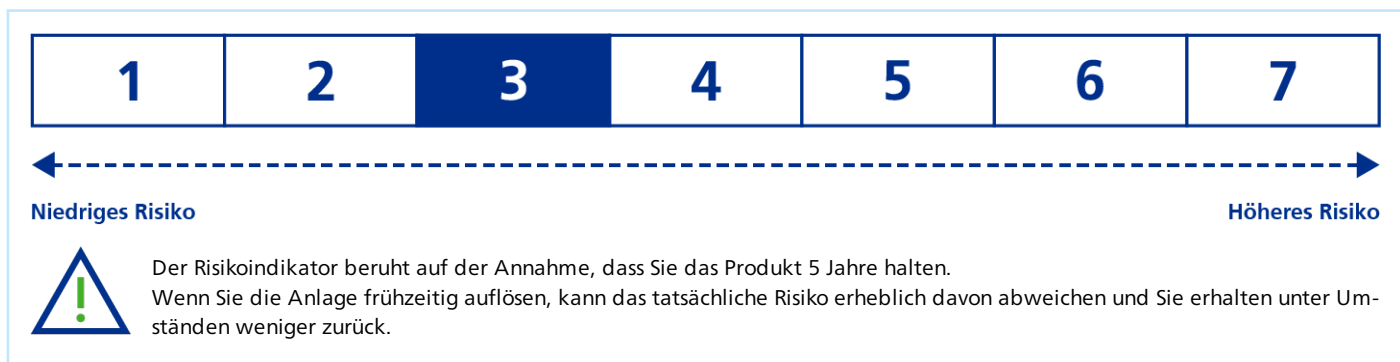 1 2 3 4 5 6 7
Niedriges Risiko Höheres Risiko
Der Risikoindikator beruht auf der Annahme, dass Sie das Produkt 5 Jahre halten.
Wenn Sie die Anlage frühzeitig auflösen, kann das tatsächliche Risiko erheblich davon abweichen und Sie erhalten unter Um-
ständen weniger zurück.